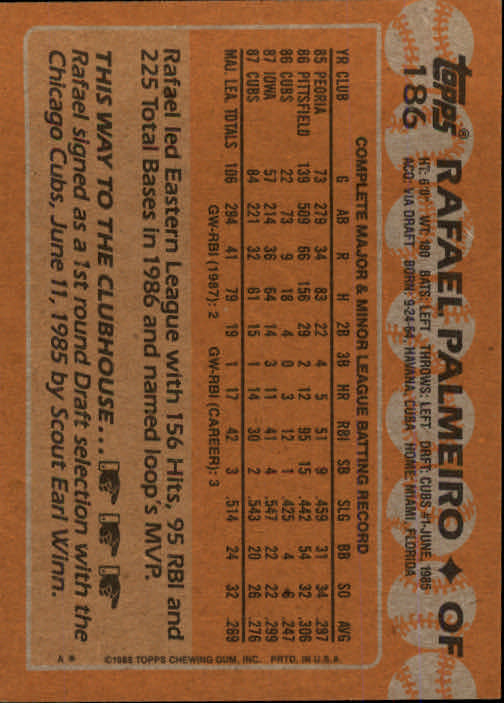 topps® RAFAEL PALMEIRO ✦ OF
186 HT: 6'0" WT: 180 BATS: LEFT THROWS: LEFT DRFT: CUBS #1-JUNE, 1985
ACQ: VIA DRAFT BORN: 9-24-64, HAVANA, CUBA HOME: MIAMI, FLORIDA
COMPLETE MAJOR & MINOR LEAGUE BATTING RECORD
YR CLUB G AB R H 2B 3B HR RBI SB SLG BB SO AVG
85 PEORIA 73 279 34 83 22 4 5 51 9 .459 31 34 .297
86 PITTSFIELD 139 509 66 156 29 2 12 95 15 .442 54 32 .306
86 CUBS 22 73 9 18 4 0 3 12 1 .425 4 6 .247
87 IOWA 57 214 36 64 14 3 11 41 4 .547 22 22 .299
87 CUBS 84 221 32 61 15 1 14 30 2 .543 20 26 .276
MAJ. LEA. TOTALS 106 294 41 79 19 1 17 42 3 .514 24 32 .269
GW-RBI (1987): 2 GW-RBI (CAREER): 3
Rafael led Eastern League with 156 Hits, 95 RBI and
225 Total Bases in 1986 and named loop's MVP.
THIS WAY TO THE CLUBHOUSE...
Rafael signed as a 1st round Draft selection with the
Chicago Cubs, June 11, 1985 by Scout Earl Winn.
A* ©1988 TOPPS CHEWING GUM, INC. PRTD. IN U.S.A.